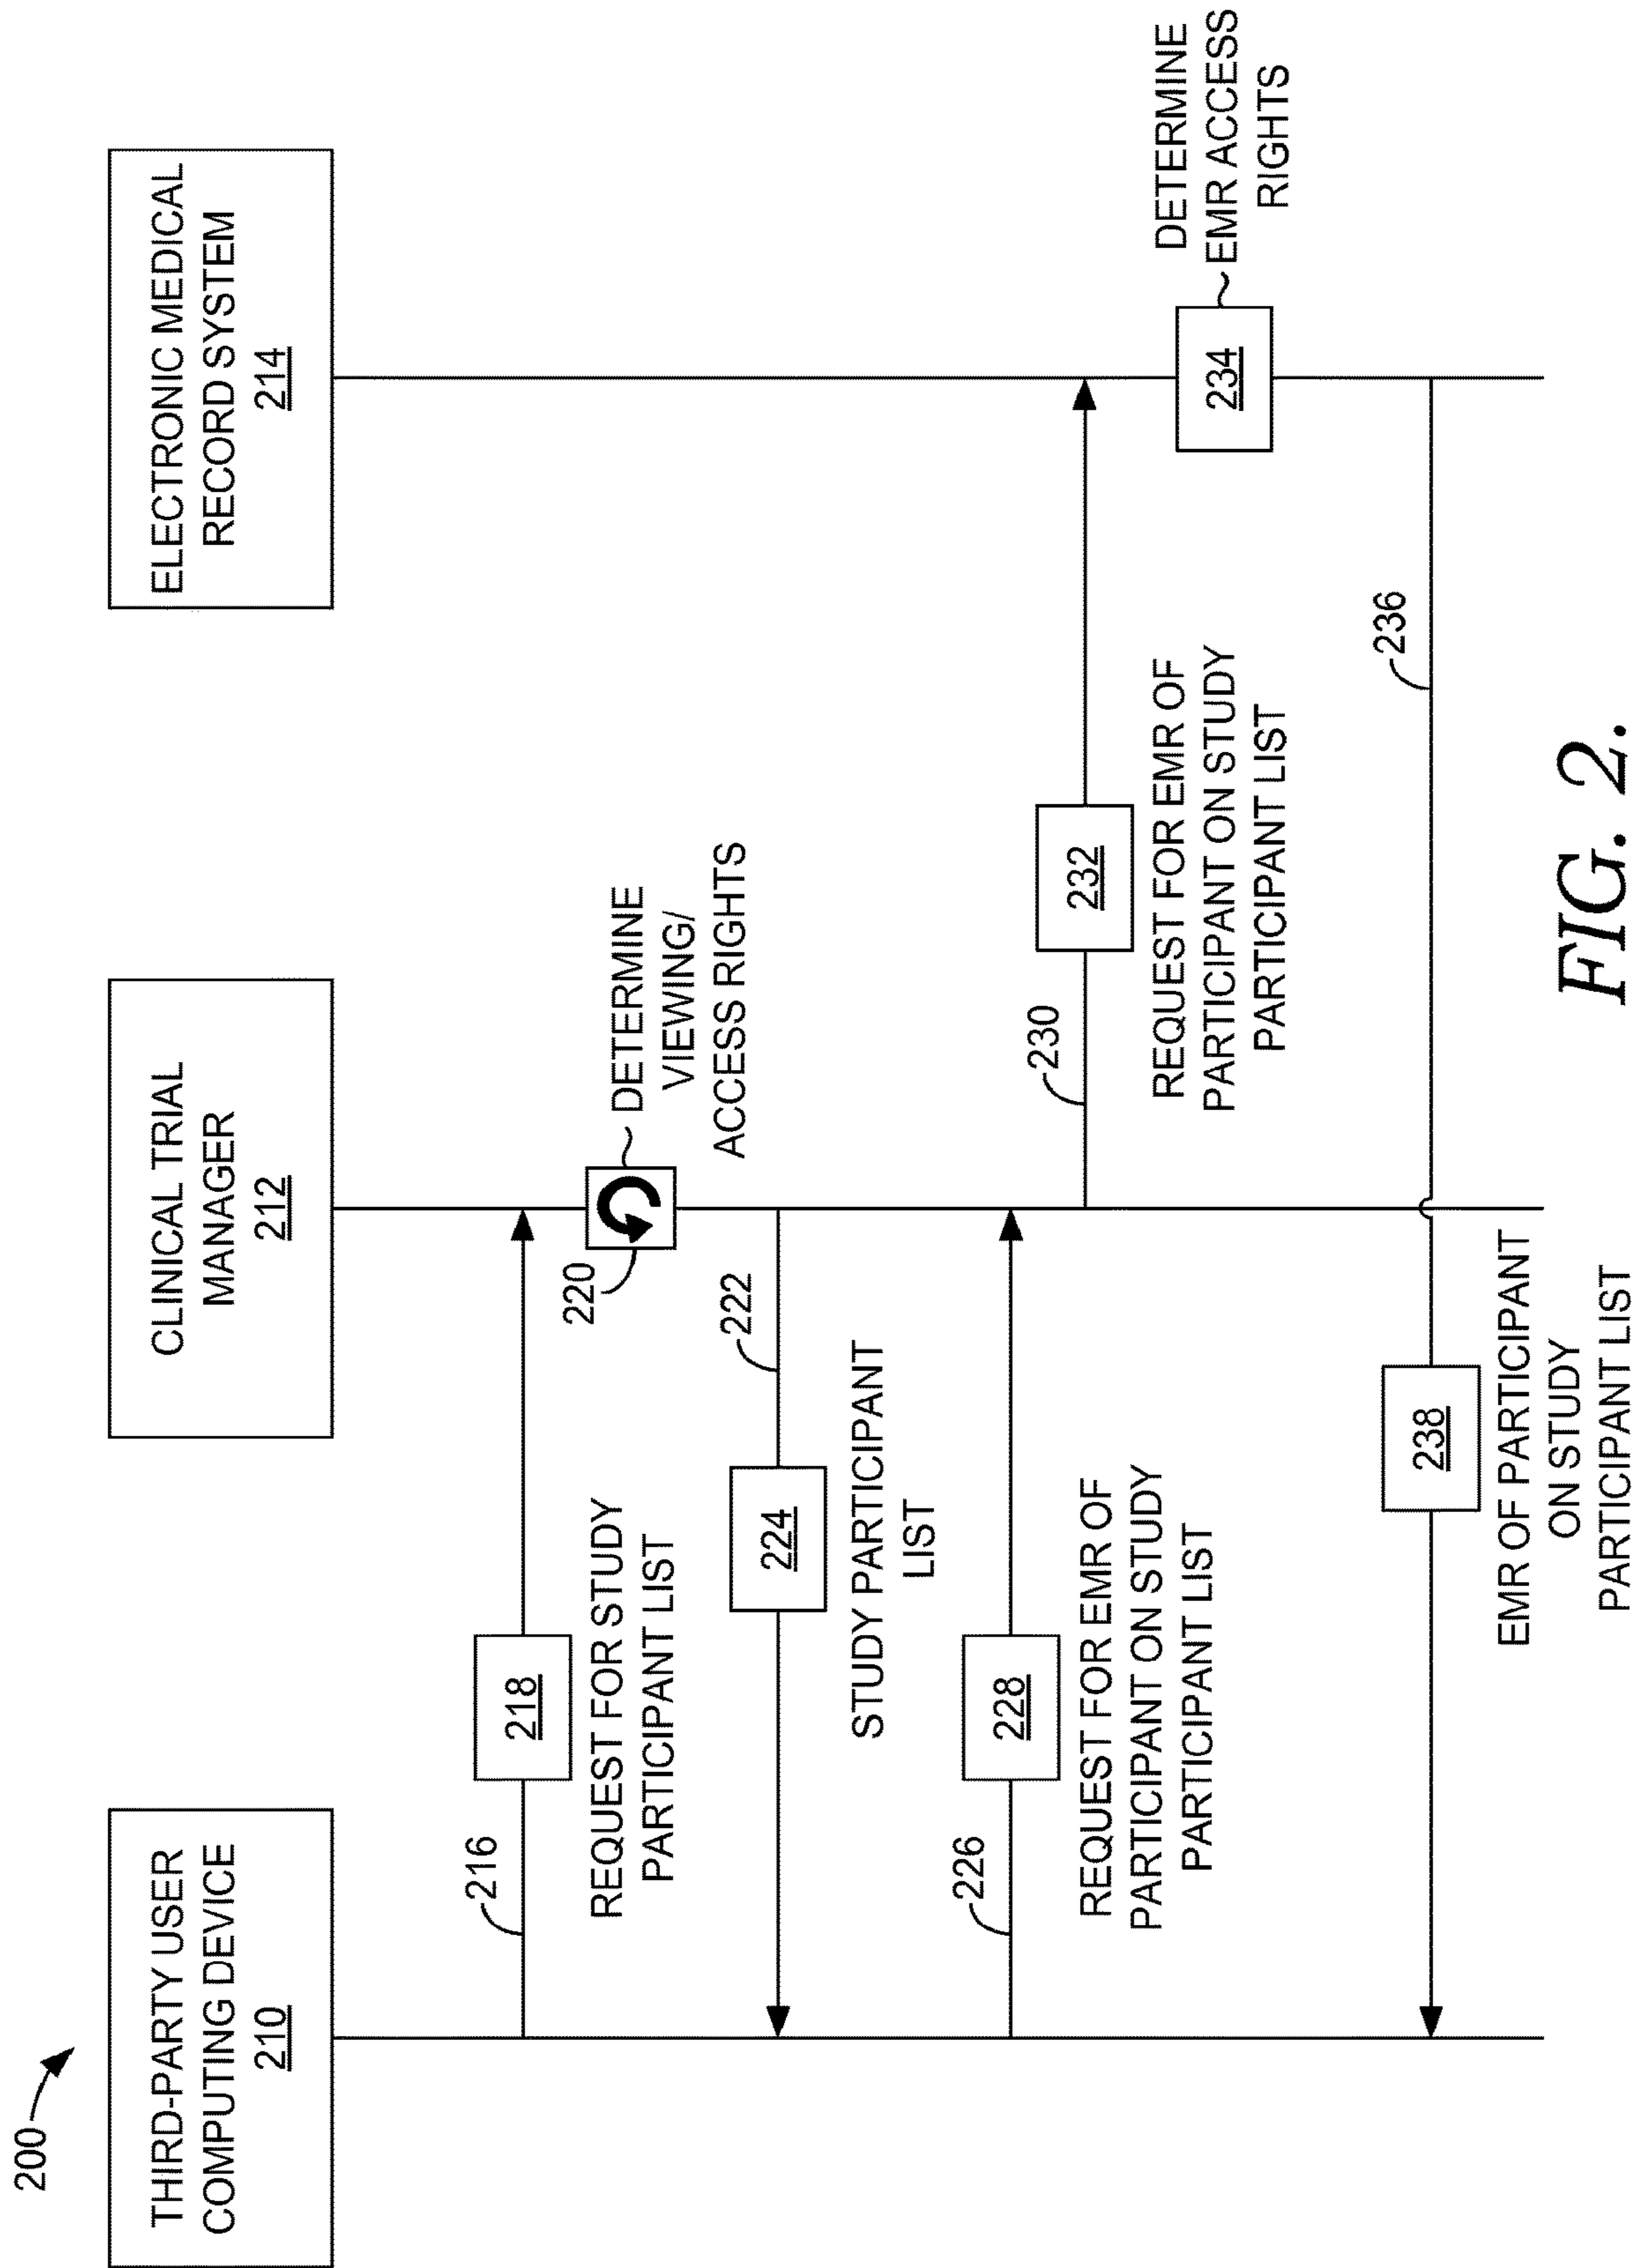 200
THIRD-PARTY USER
COMPUTING DEVICE
210
CLINICAL TRIAL
MANAGER
212
ELECTRONIC MEDICAL
RECORD SYSTEM
214
216
218
REQUEST FOR STUDY
PARTICIPANT LIST
220
DETERMINE
VIEWING/
ACCESS RIGHTS
222
224
STUDY PARTICIPANT
LIST
226
228
REQUEST FOR EMR OF
PARTICIPANT ON STUDY
PARTICIPANT LIST
230
232
REQUEST FOR EMR OF
PARTICIPANT ON STUDY
PARTICIPANT LIST
234
DETERMINE
EMR ACCESS
RIGHTS
236
238
EMR OF PARTICIPANT
ON STUDY
PARTICIPANT LIST
FIG. 2.